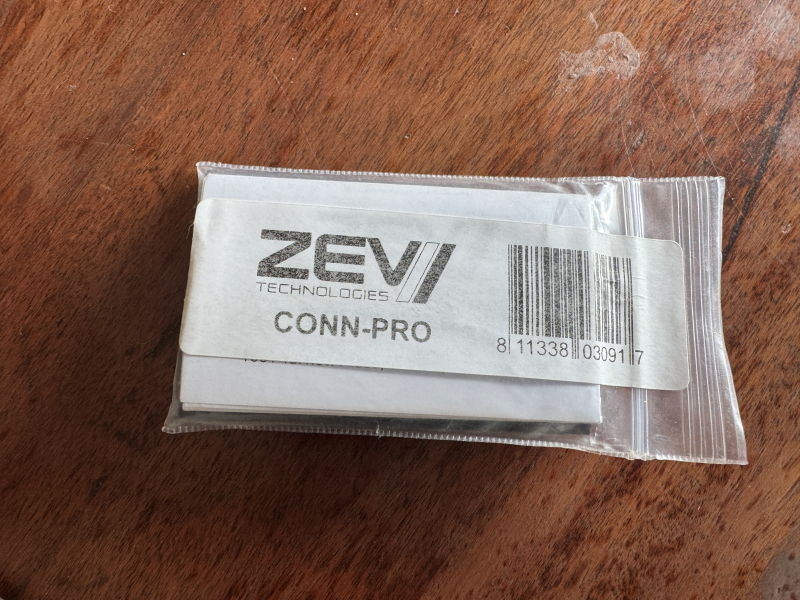 ZEV
TECHNOLOGIES
CONN-PRO
8 11338 03091 7